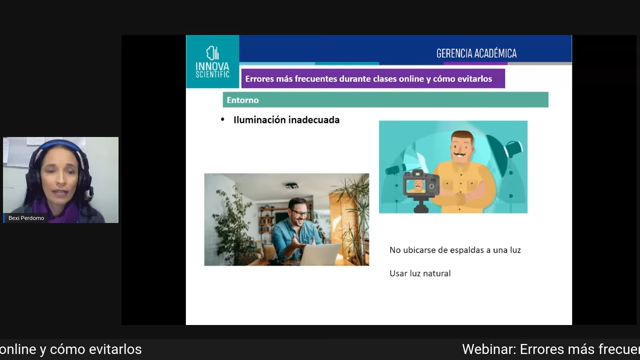 INNOVA
SCIENTIFIC
GERENCIA ACADÉMICA
Errores más frecuentes durante clases online y cómo evitarlos
Entorno
• Iluminación inadecuada
Bexi Perdomo
No ubicarse de espaldas a una luz
Usar luz natural
online y cómo evitarlos
Webinar: Errores más frecue